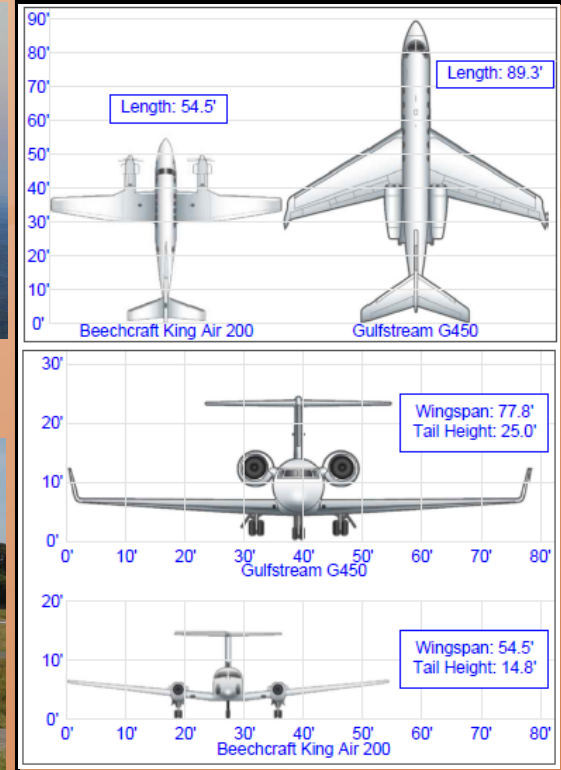 90'
80'
Length: 89.3'
70'
Length: 54.5'
60'
50'
40'
30'
20'
10'
0'
Beechcraft King Air 200 Gulfstream G450
30'
Wingspan: 77.8'
Tail Height: 25.0'
20'
10'
0'
0' 10' 20' 30' 40' 50' 60' 70' 80'
Gulfstream G450
20'
Wingspan: 54.5'
Tail Height: 14.8'
10'
0'
0' 10' 20' 30' 40' 50' 60' 70' 80'
Beechcraft King Air 200